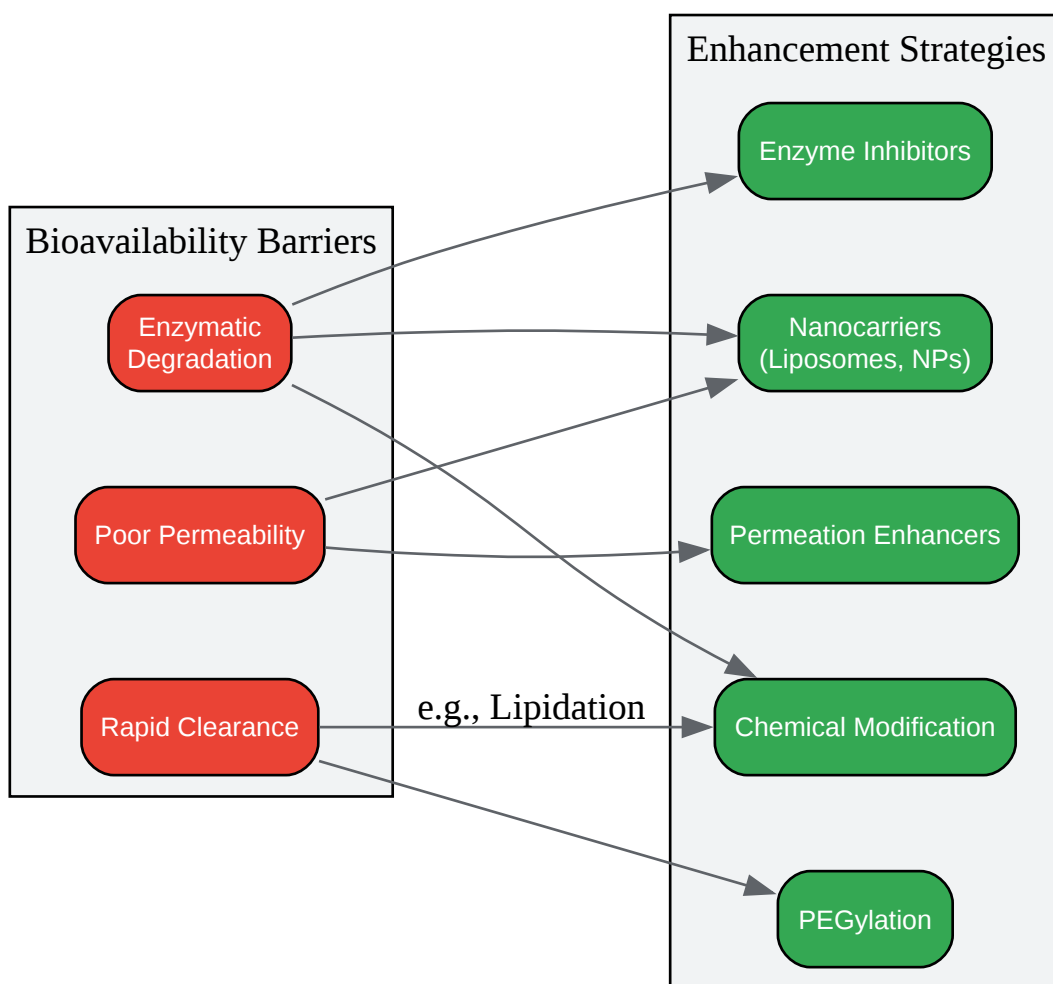 Bioavailability Barriers
Enzymatic
Degradation
Poor Permeability
Rapid Clearance
e.g., Lipidation
Enhancement Strategies
Enzyme Inhibitors
Nanocarriers
(Liposomes, NPs)
Permeation Enhancers
Chemical Modification
PEGylation